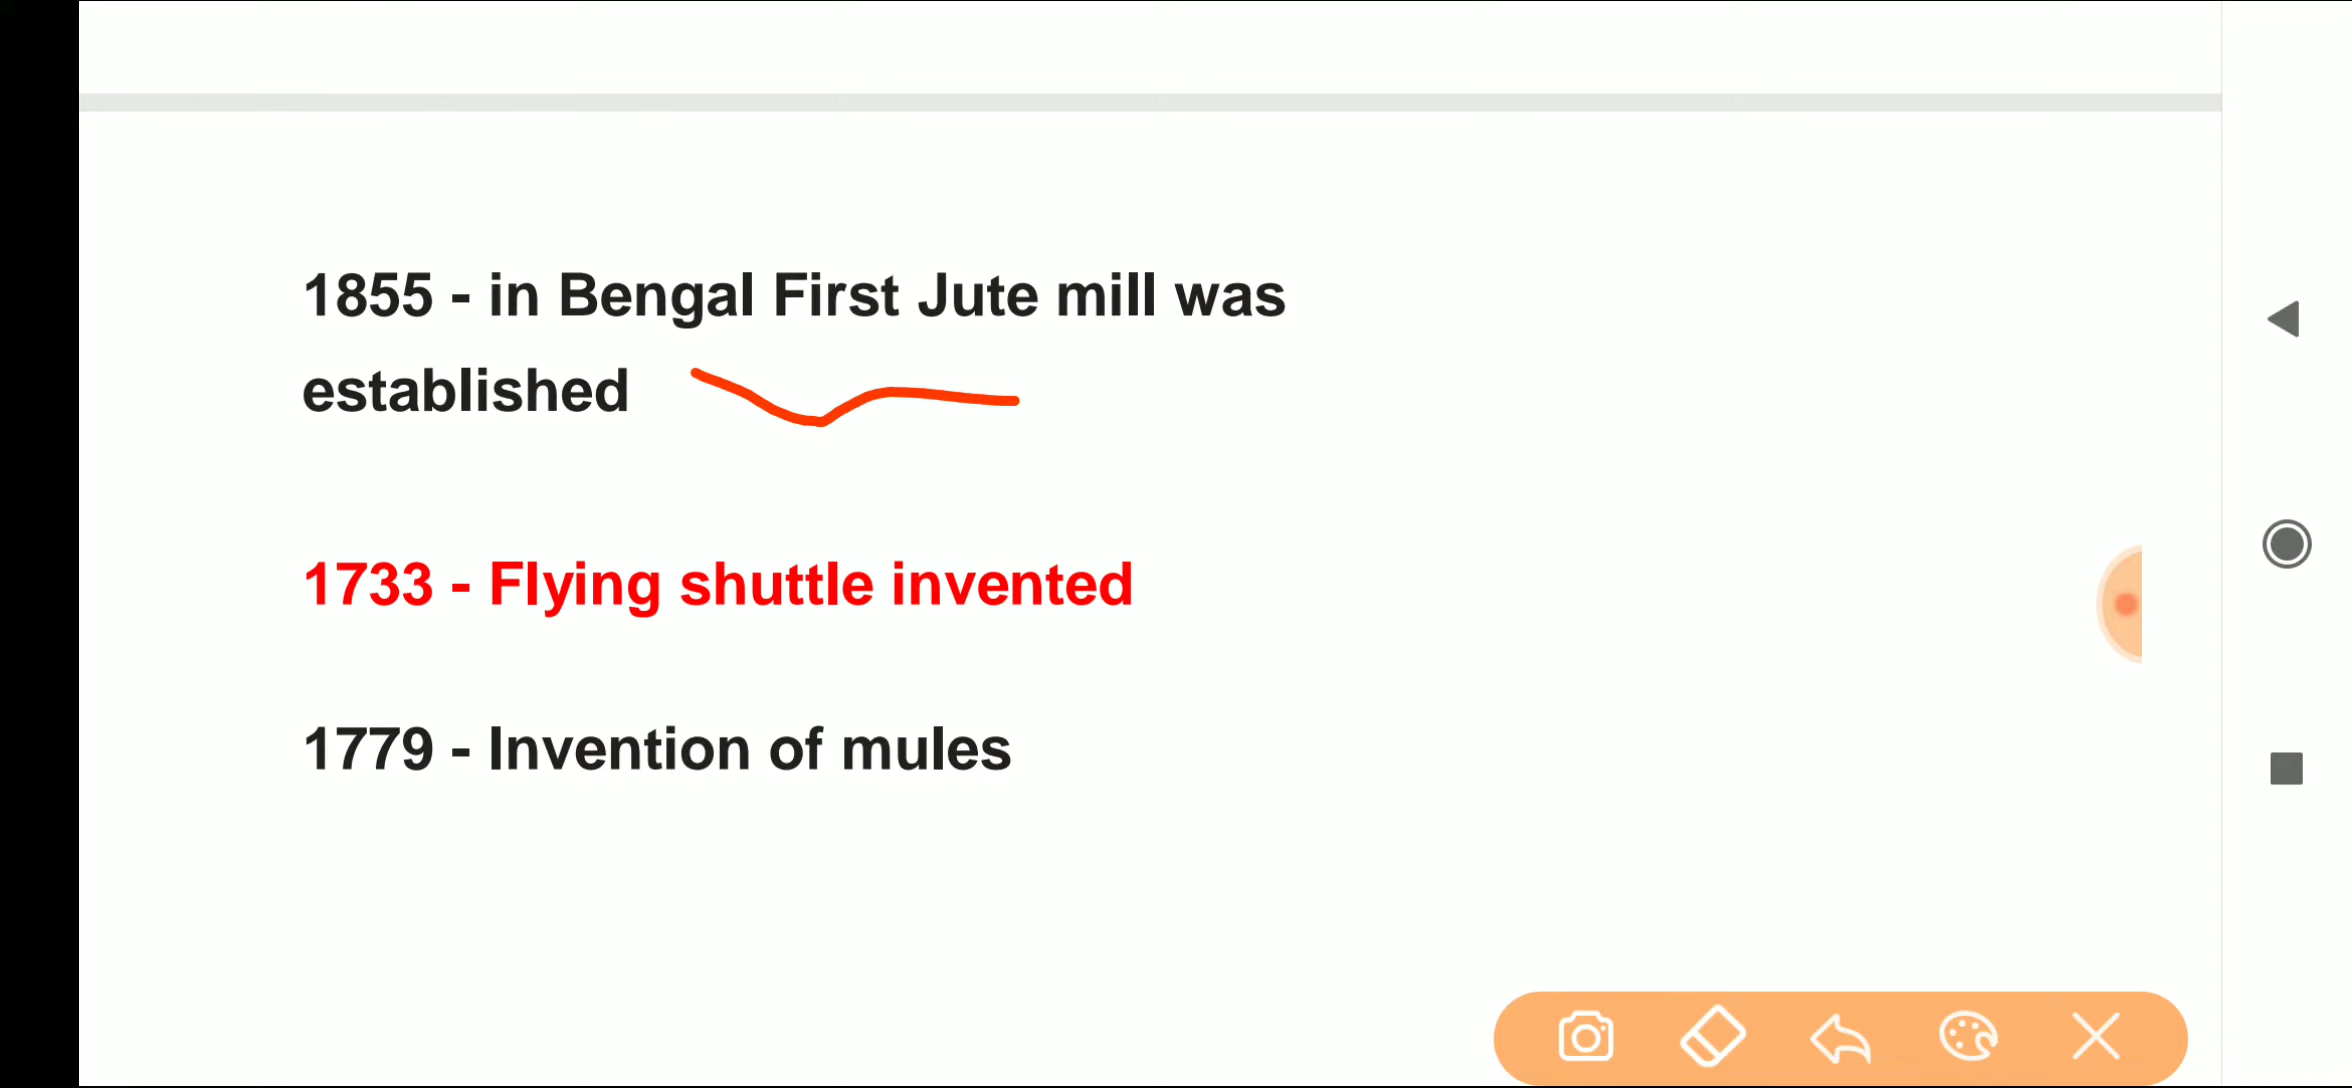 1855 - in Bengal First Jute mill was
established
1733 - Flying shuttle invented
1779 - Invention of mules